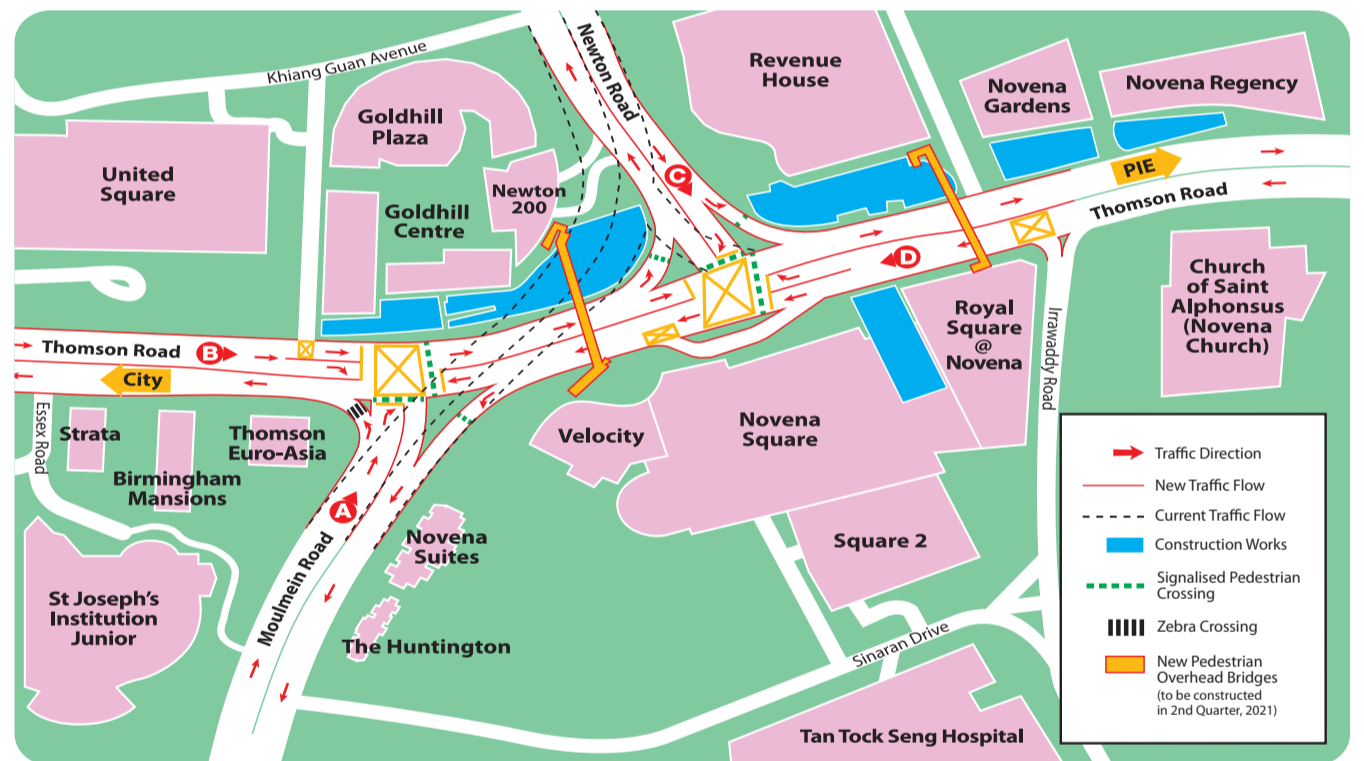 Khiang Guan Avenue
Newton Road
Revenue
House
Novena
Gardens
Novena Regency
Goldhill
Plaza
United
Square
Newton
200
Goldhill
Centre
C
PIE
Thomson Road
D
Church
of Saint
Alphonsus
(Novena
Church)
Royal
Square
@
Novena
Irrawaddy Road
Thomson Road
B
City
Essex Road
Strata
Thomson
Euro-Asia
Birmingham
Mansions
Velocity
Novena
Square
A
Moulmein Road
Novena
Suites
Square 2
St Joseph's
Institution
Junior
The Huntington
Sinaran Drive
Tan Tock Seng Hospital
Traffic Direction
New Traffic Flow
Current Traffic Flow
Construction Works
Signalised Pedestrian
Crossing
Zebra Crossing
New Pedestrian
Overhead Bridges
(to be constructed
in 2nd Quarter, 2021)